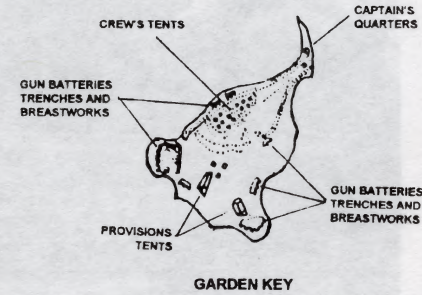 CAPTAIN'S
QUARTERS
CREW'S TENTS
GUN BATTERIES
TRENCHES AND
BREASTWORKS
GUN BATTERIES
TRENCHES AND
BREASTWORKS
PROVISIONS
TENTS
GARDEN KEY